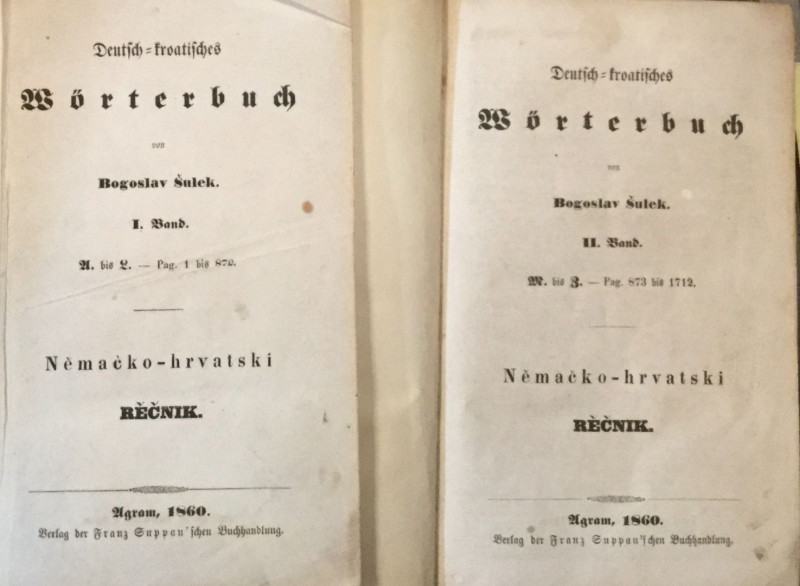 Deutsch-kroatisches
Wörterbuch
von
Bogoslav Šulek.
I. Band.
A. bis L. — Pag. 1 bis 872.
Němačko-hrvatski
RĚČNIK.
Agram, 1860.
Verlag der Franz Suppan'schen Buchhandlung.
Deutsch-kroatisches
Wörterbuch
von
Bogoslav Šulek.
II. Band.
M. bis Z. — Pag. 873 bis 1712.
Němačko-hrvatski
RĚČNIK.
Agram, 1860.
Verlag der Franz Suppan'schen Buchhandlung.